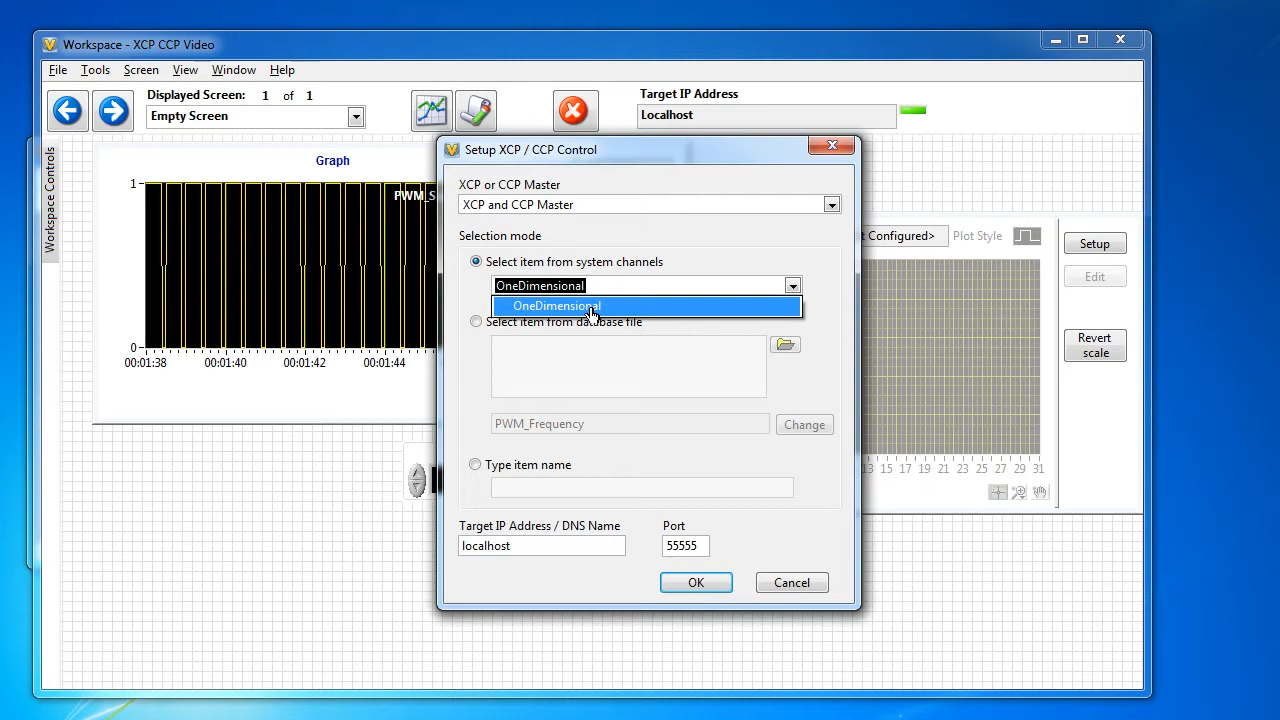 Workspace - XCP CCP Video
File Tools Screen View Window Help
Displayed Screen: 1 of 1
Empty Screen
Target IP Address
Localhost
Workspace Controls
Graph
1
0
PWM_S
00:01:38 00:01:40 00:01:42 00:01:44
Setup XCP / CCP Control
XCP or CCP Master
XCP and CCP Master
Selection mode
Select item from system channels
OneDimensional
OneDimensional
Select item from database file
PWM_Frequency
Change
Type item name
Target IP Address / DNS Name
Port
localhost
55555
OK
Cancel
t Configured>
Plot Style
Setup
Edit
Revert
scale
13 15 17 19 21 23 25 27 29 31